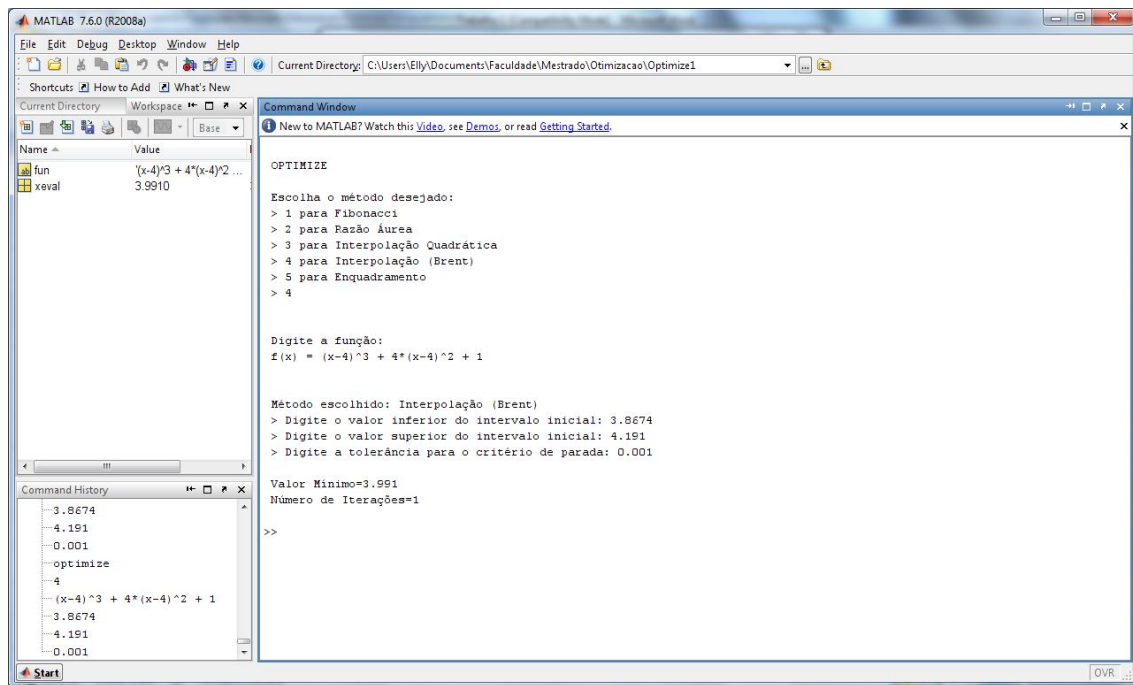 MATLAB 7.6.0 (R2008a)
File Edit Debug Desktop Window Help
Current Directory: C:\Users\Elly\Documents\Faculdade\Mestrado\Otimizacao\Optimize1
Shortcuts How to Add What's New
Current Directory Workspace
Base
Name Value
fun '(x-4)^3 + 4*(x-4)^2 ...
xeval 3.9910
Command History
3.8674
4.191
0.001
optimize
4
(x-4)^3 + 4*(x-4)^2 + 1
3.8674
4.191
0.001
Command Window
New to MATLAB? Watch this Video, see Demos, or read Getting Started.
OPTIMIZE
Escolha o método desejado:
> 1 para Fibonacci
> 2 para Razão Áurea
> 3 para Interpolação Quadrática
> 4 para Interpolação (Brent)
> 5 para Enquadramento
> 4
Digite a função:
f(x) = (x-4)^3 + 4*(x-4)^2 + 1
Método escolhido: Interpolação (Brent)
> Digite o valor inferior do intervalo inicial: 3.8674
> Digite o valor superior do intervalo inicial: 4.191
> Digite a tolerância para o critério de parada: 0.001
Valor Mínimo=3.991
Número de Iterações=1
>>
Start
OVR